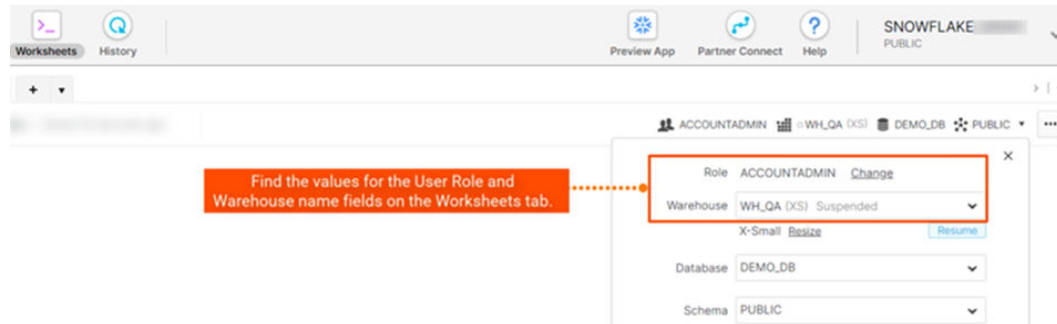 Worksheets
History
Preview App
Partner Connect
Help
SNOWFLAKE
PUBLIC
+
ACCOUNTADMIN WH_QA (XS) DEMO_DB PUBLIC
Find the values for the User Role and
Warehouse name fields on the Worksheets tab.
Role ACCOUNTADMIN Change
Warehouse WH_QA (XS) Suspended
X-Small Resize Resume
Database DEMO_DB
Schema PUBLIC